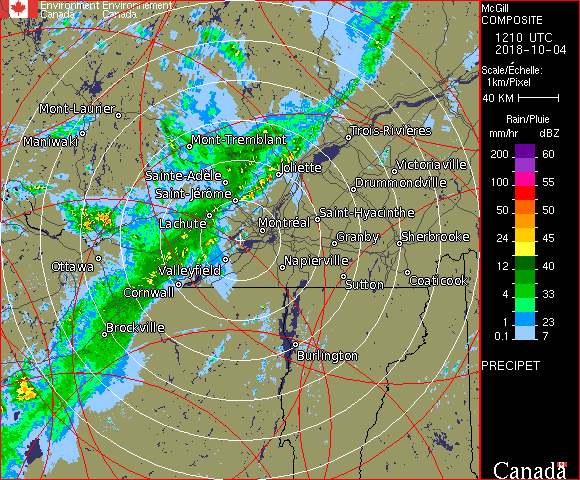 Environment Environnement
Canada Canada
McGill
COMPOSITE
1210 UTC
2018-10-04
Scale/Échelle:
1km/Pixel
40 KM
Rain/Pluie
mm/hr dBZ
200 60
100 55
50 50
24 45
12 40
4 33
1 23
0.1 7
PRECIPET
Canada
Mont-Laurier
Maniwaki
Mont-Tremblant
Trois-Rivières
Joliette
Victoriaville
Sainte-Adèle
Drummondville
Saint-Jérôme
Saint-Hyacinthe
Lachute
Montréal
Granby
Sherbrooke
Ottawa
Valleyfield
Napierville
Coaticook
Sutton
Cornwall
Brockville
Burlington